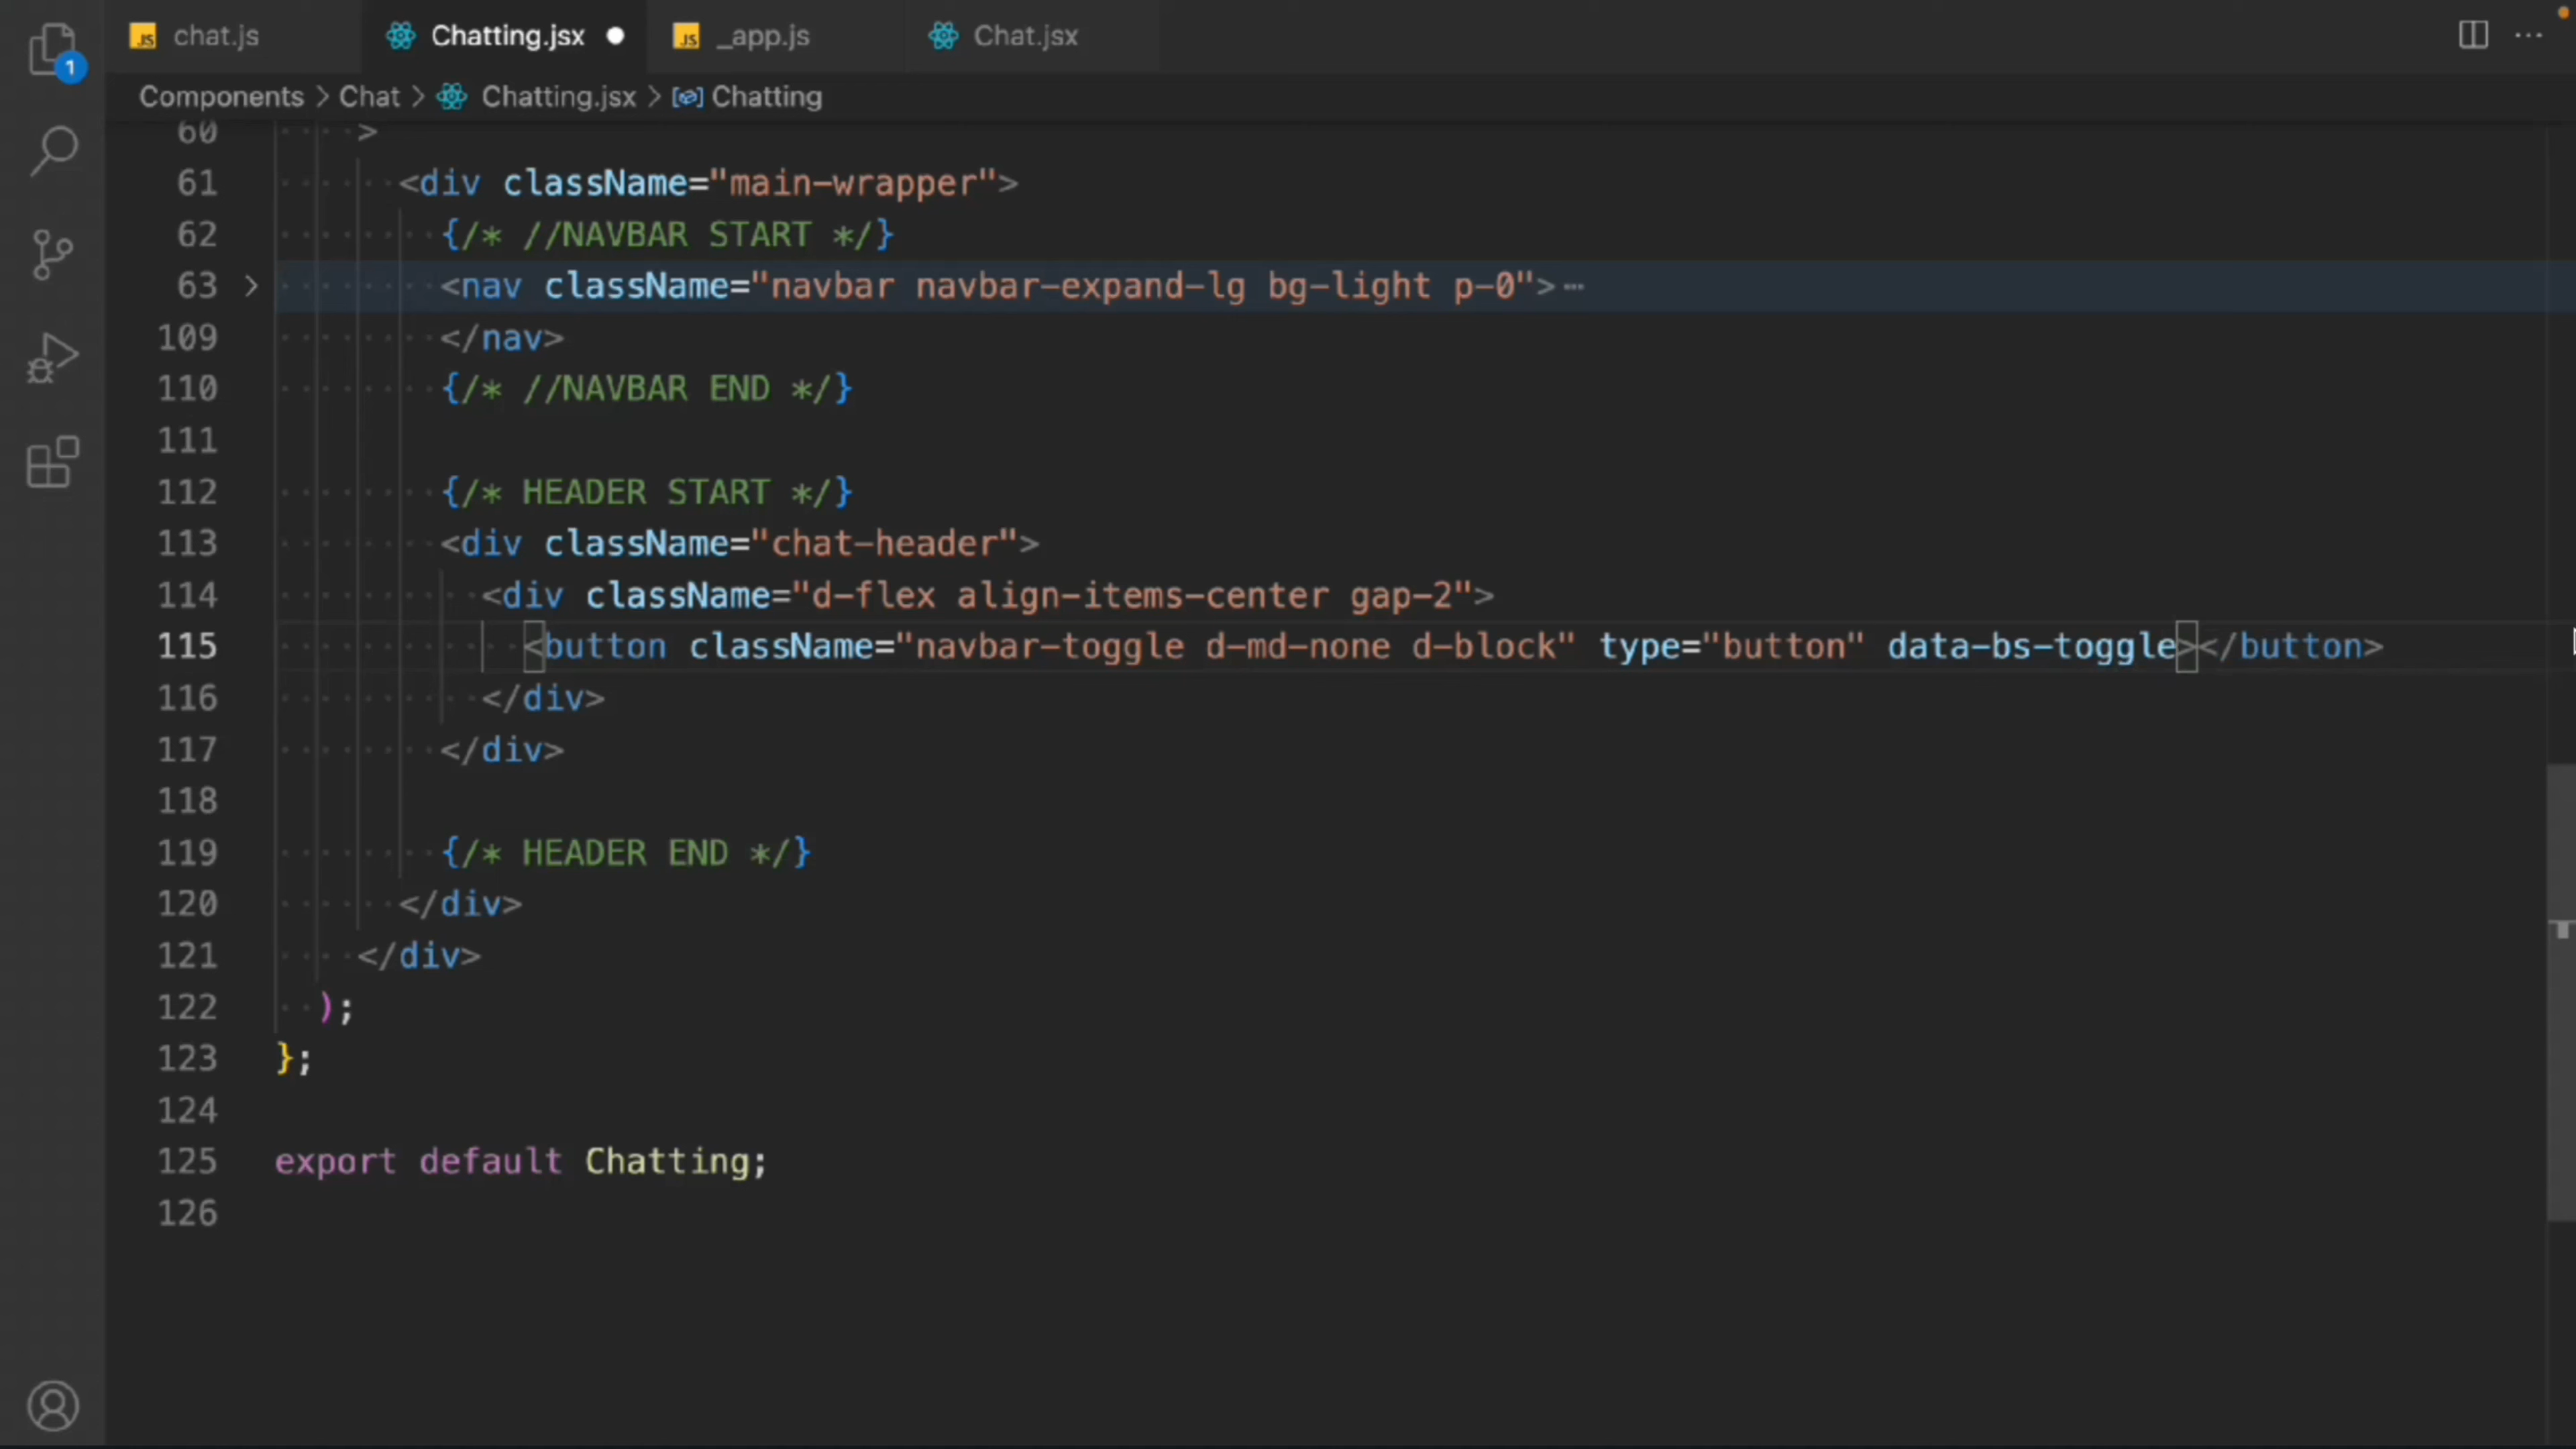 chat.js Chatting.jsx _app.js Chat.jsx
1
Components > Chat > Chatting.jsx > Chatting
60 >
61 <div className="main-wrapper">
62 {/* //NAVBAR START */}
63 <nav className="navbar navbar-expand-lg bg-light p-0">
109 </nav>
110 {/* //NAVBAR END */}
111
112 {/* HEADER START */}
113 <div className="chat-header">
114 <div className="d-flex align-items-center gap-2">
115 <button className="navbar-toggle d-md-none d-block" type="button" data-bs-toggle></button>
116 </div>
117 </div>
118
119 {/* HEADER END */}
120 </div>
121 </div>
122 );
123 };
124
125 export default Chatting;
126